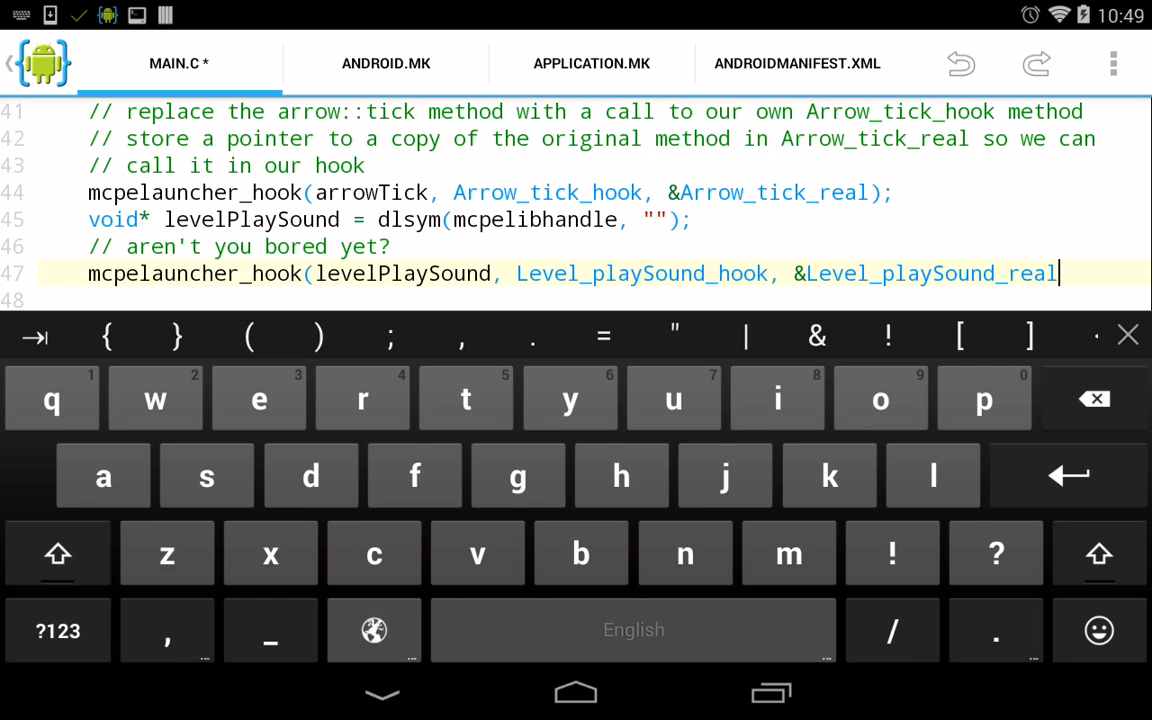 10:49
MAIN.C * ANDROID.MK APPLICATION.MK ANDROIDMANIFEST.XML
41 // replace the arrow::tick method with a call to our own Arrow_tick_hook method
42 // store a pointer to a copy of the original method in Arrow_tick_real so we can
43 // call it in our hook
44 mcpelauncher_hook(arrowTick, Arrow_tick_hook, &Arrow_tick_real);
45 void* levelPlaySound = dlsym(mcpelibhandle, "");
46 // aren't you bored yet?
47 mcpelauncher_hook(levelPlaySound, Level_playSound_hook, &Level_playSound_real
48
{ } ( ) ; , . = " | & ! [ ]
q 1 w 2 e 3 r 4 t 5 y 6 u 7 i 8 o 9 p 0
a s d f g h j k l
z x c v b n m ! ?
?123 , _ English / .